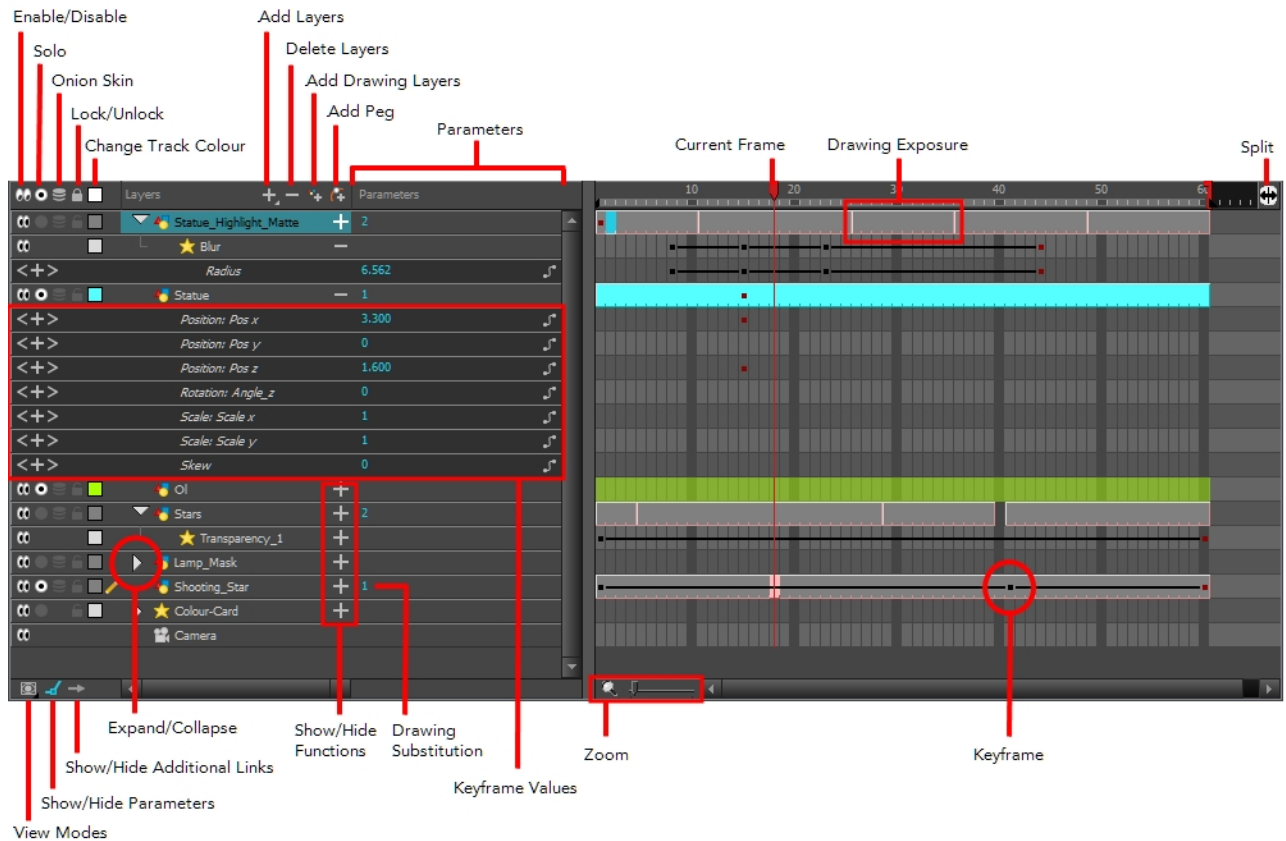 Enable/Disable
Add Layers
Solo
Delete Layers
Onion Skin
Add Drawing Layers
Lock/Unlock
Add Peg
Change Track Colour
Parameters
Current Frame
Drawing Exposure
Split
Layers
Parameters
10 20 30 40 50 60
Statue_Highlight_Matte 2
Blur
Radius 6.562
Statue 1
Position: Pos x 3.300
Position: Pos y 0
Position: Pos z 1.600
Rotation: Angle_z 0
Scale: Scale x 1
Scale: Scale y 1
Skew 0
Ol
Stars 2
Transparency_1
Lamp_Mask
Shooting_Star 1
Colour-Card
Camera
Expand/Collapse
Show/Hide
Functions
Drawing
Substitution
Zoom
Keyframe
Show/Hide Additional Links
Keyframe Values
Show/Hide Parameters
View Modes